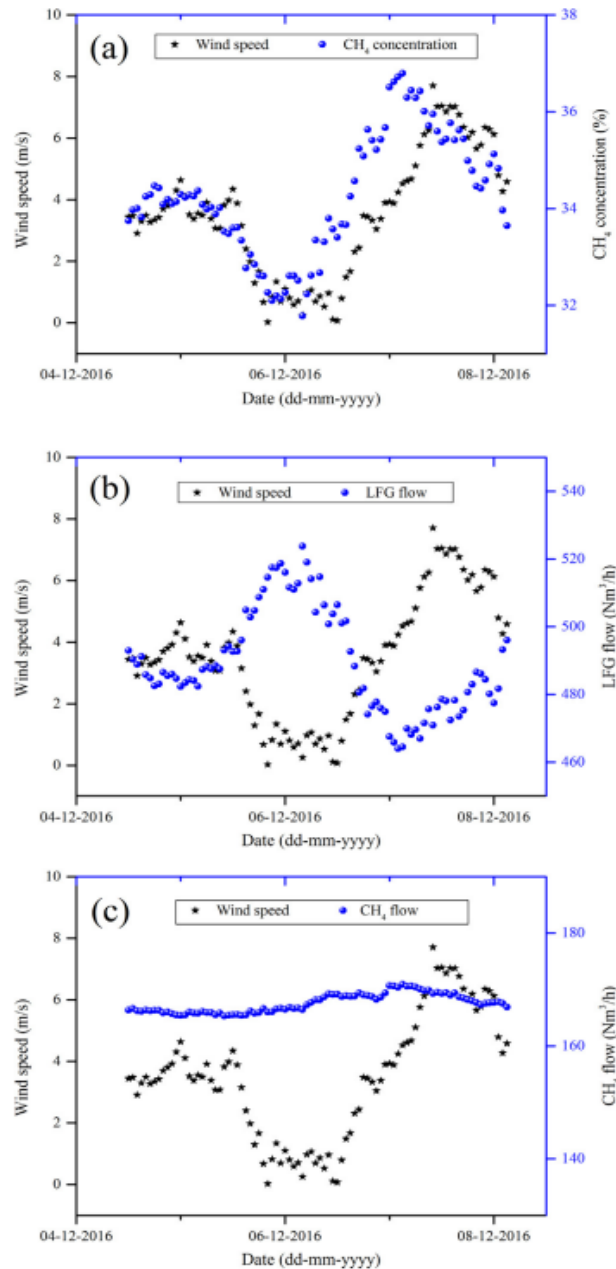 (a)
Wind speed
CH₄ concentration
10
8
6
4
2
0
Wind speed (m/s)
38
36
34
32
CH₄ concentration (%)
04-12-2016
06-12-2016
08-12-2016
Date (dd-mm-yyyy)
(b)
Wind speed
LFG flow
10
8
6
4
2
0
Wind speed (m/s)
540
520
500
480
460
LFG flow (Nm³/h)
04-12-2016
06-12-2016
08-12-2016
Date (dd-mm-yyyy)
(c)
Wind speed
CH₄ flow
10
8
6
4
2
0
Wind speed (m/s)
180
160
140
CH₄ flow (Nm³/h)
04-12-2016
06-12-2016
08-12-2016
Date (dd-mm-yyyy)